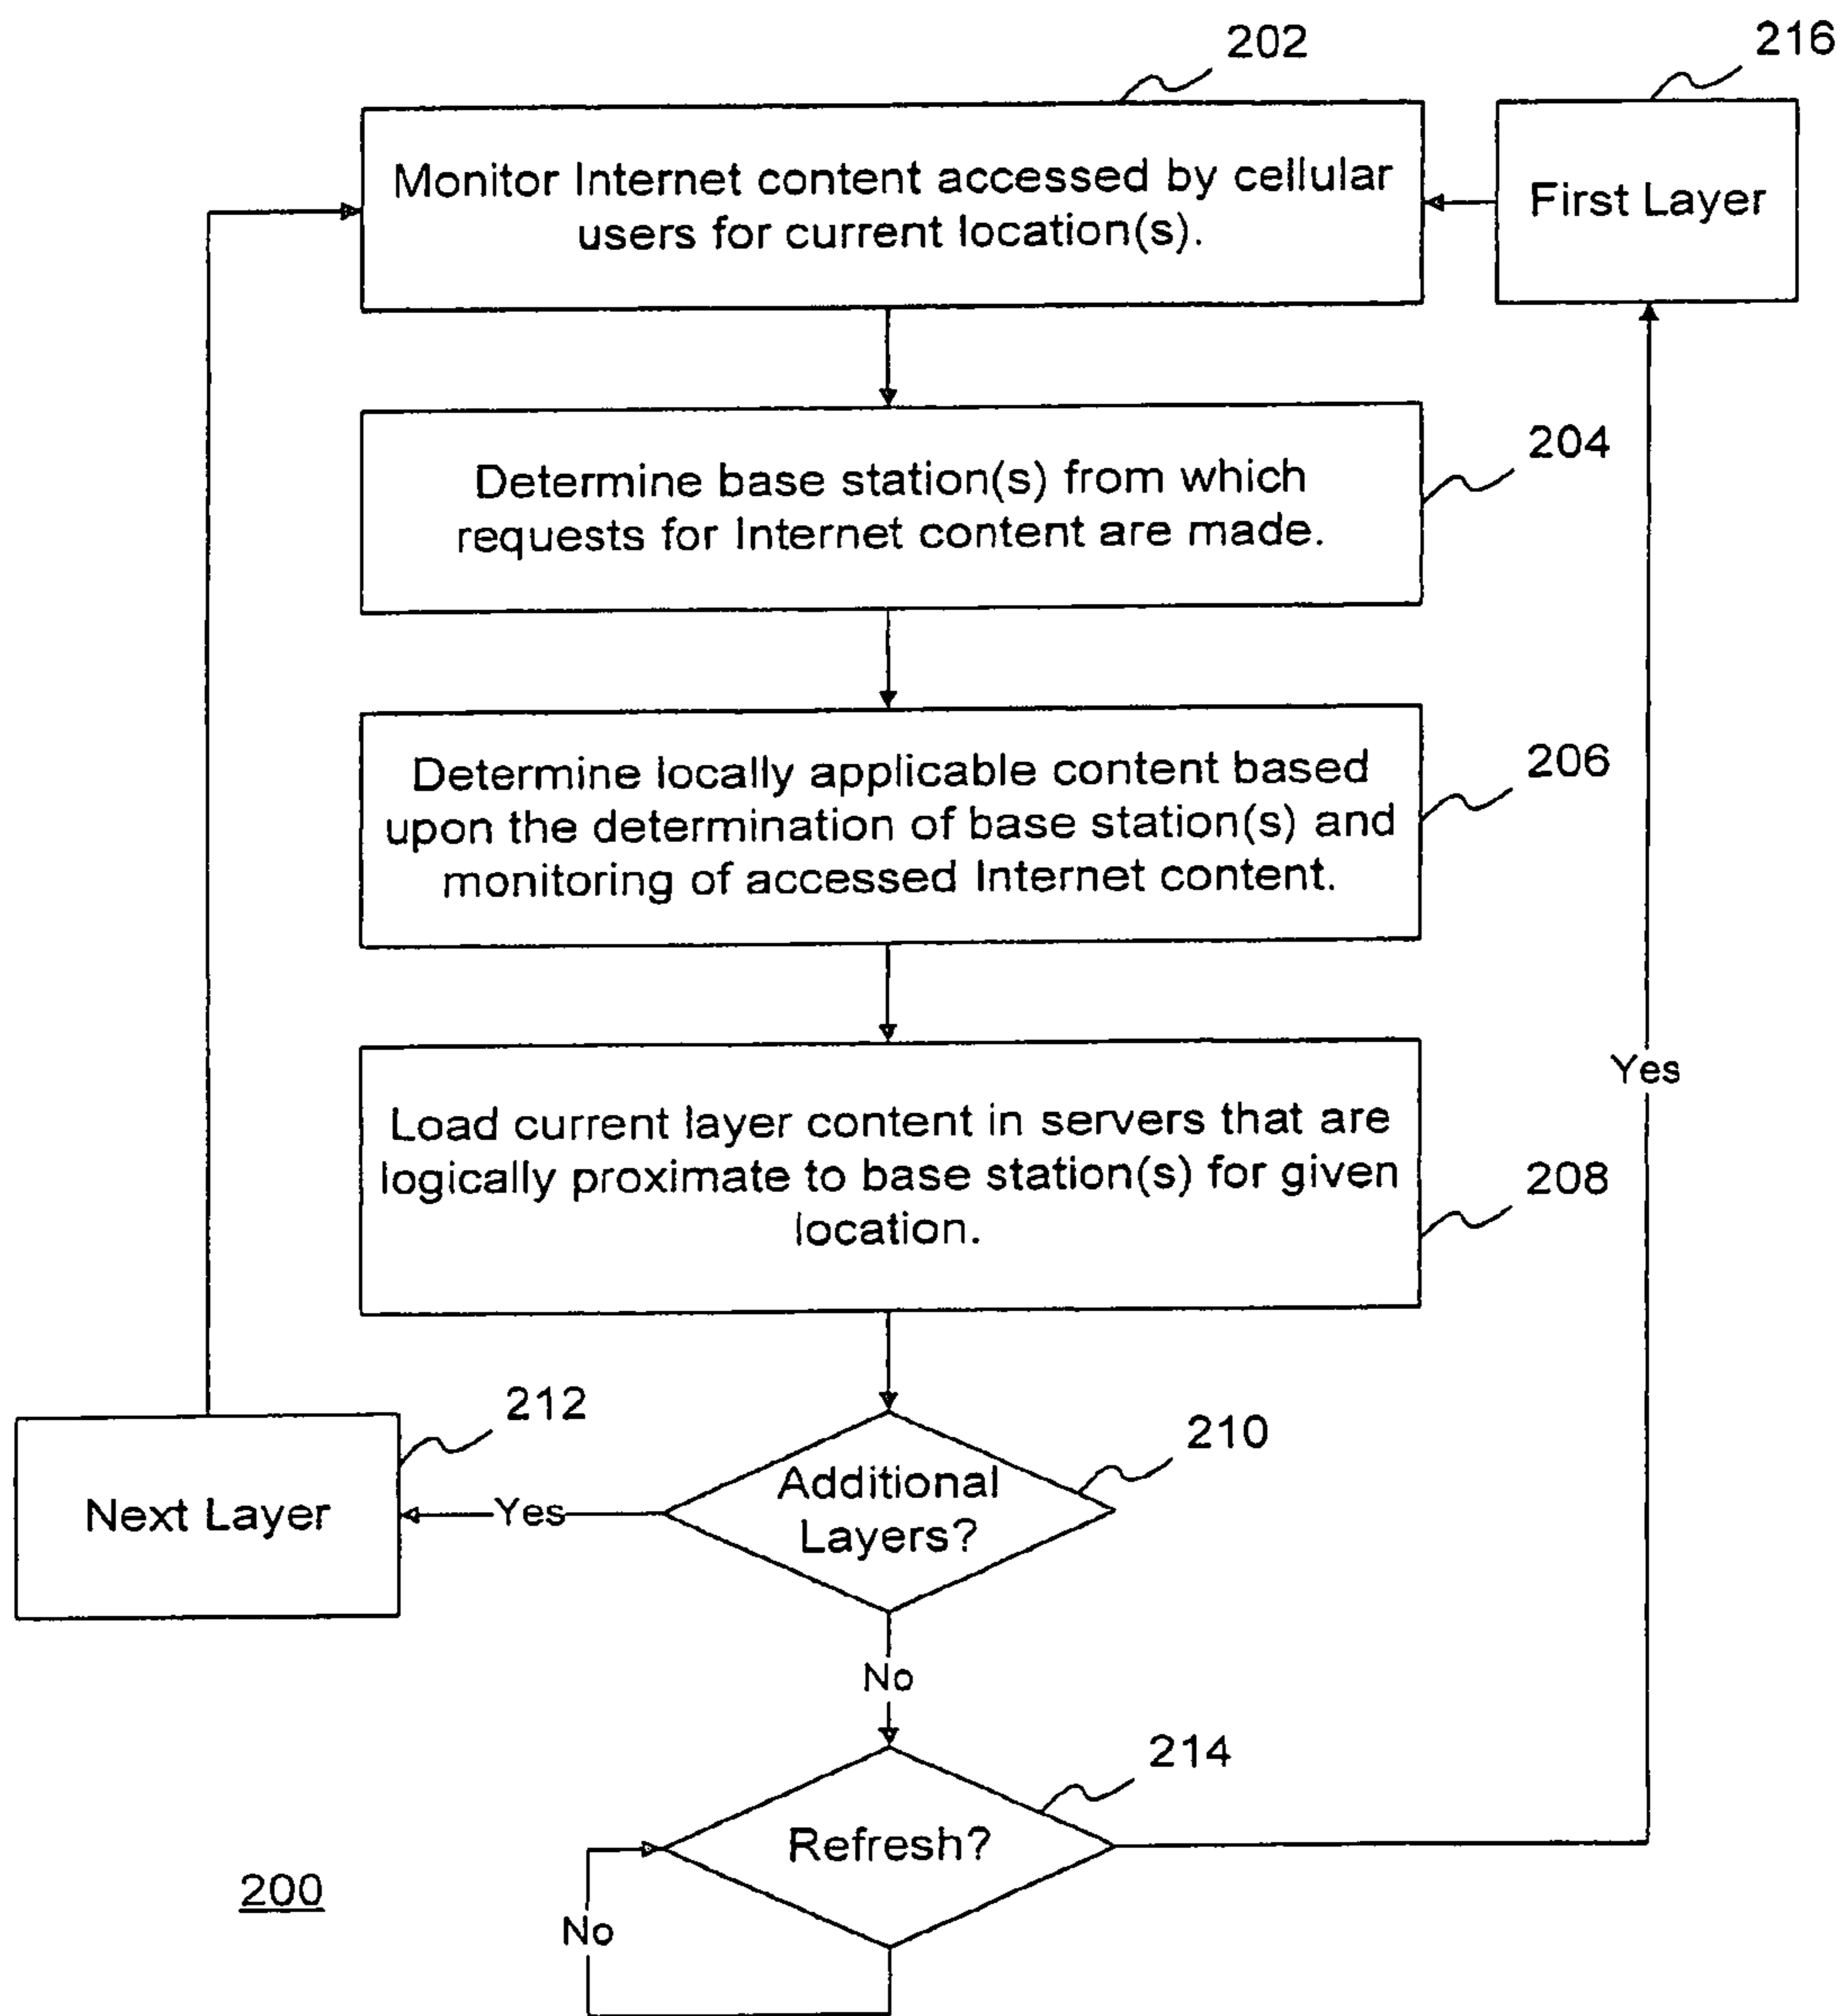 202
216
Monitor Internet content accessed by cellular
users for current location(s).
First Layer
204
Determine base station(s) from which
requests for Internet content are made.
206
Determine locally applicable content based
upon the determination of base station(s) and
monitoring of accessed Internet content.
Yes
Load current layer content in servers that are
logically proximate to base station(s) for given
location.
208
212
210
Next Layer
Yes
Additional
Layers?
No
214
Refresh?
200
No